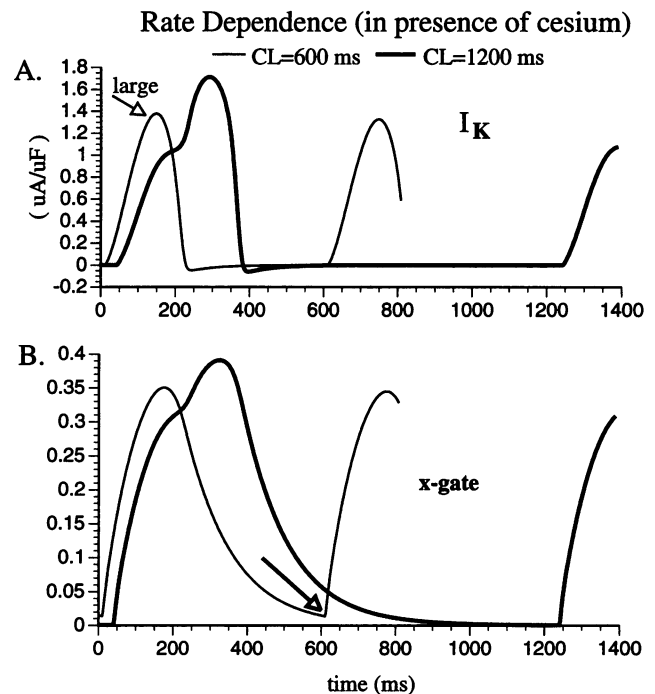 Rate Dependence (in presence of cesium)
CL=600 ms CL=1200 ms
A.
large
I_K
( uA/uF)
1.8
1.6
1.4
1.2
1
0.8
0.6
0.4
0.2
0
-0.2
0 200 400 600 800 1000 1200 1400
B.
x-gate
0.4
0.35
0.3
0.25
0.2
0.15
0.1
0.05
0
0 200 400 600 800 1000 1200 1400
time (ms)